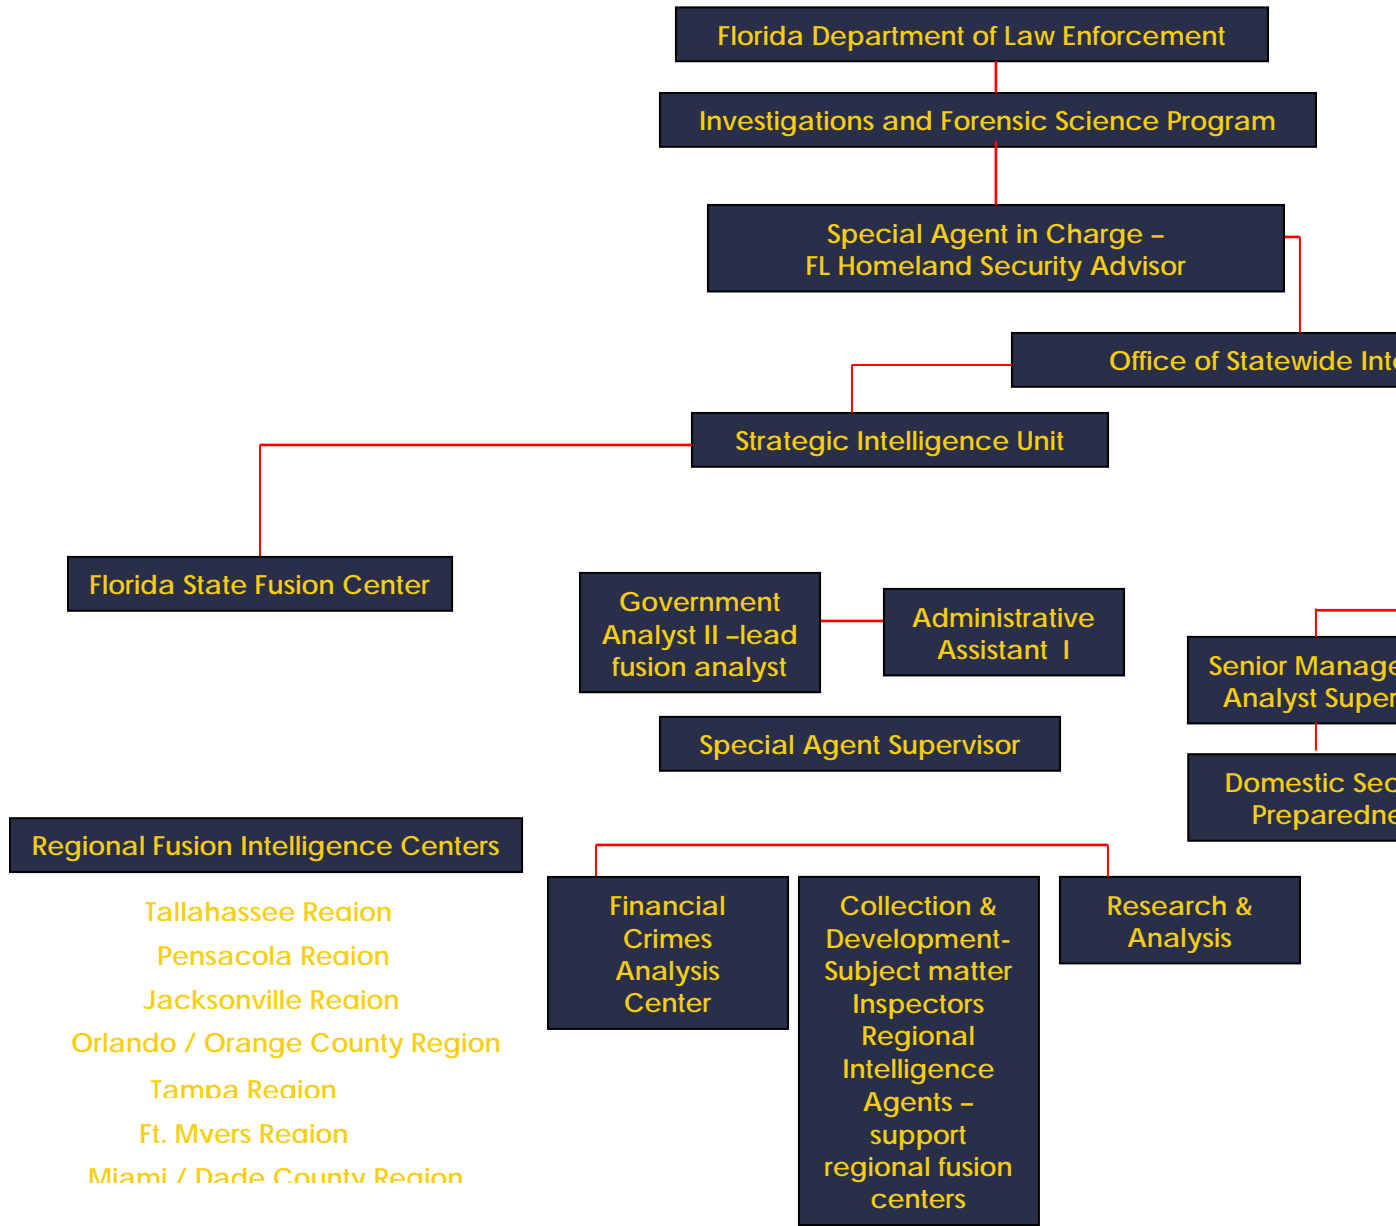 Florida Department of Law Enforcement
Investigations and Forensic Science Program
Special Agent in Charge –
FL Homeland Security Advisor
Office of Statewide Inte
Strategic Intelligence Unit
Florida State Fusion Center
Government
Analyst II –lead
fusion analyst
Administrative
Assistant I
Senior Manage
Analyst Super
Special Agent Supervisor
Domestic Sec
Preparedne
Regional Fusion Intelligence Centers
Tallahassee Region
Pensacola Region
Jacksonville Region
Orlando / Orange County Region
Tampa Region
Ft. Myers Region
Miami / Dade County Region
Financial
Crimes
Analysis
Center
Collection &
Development-
Subject matter
Inspectors
Regional
Intelligence
Agents –
support
regional fusion
centers
Research &
Analysis